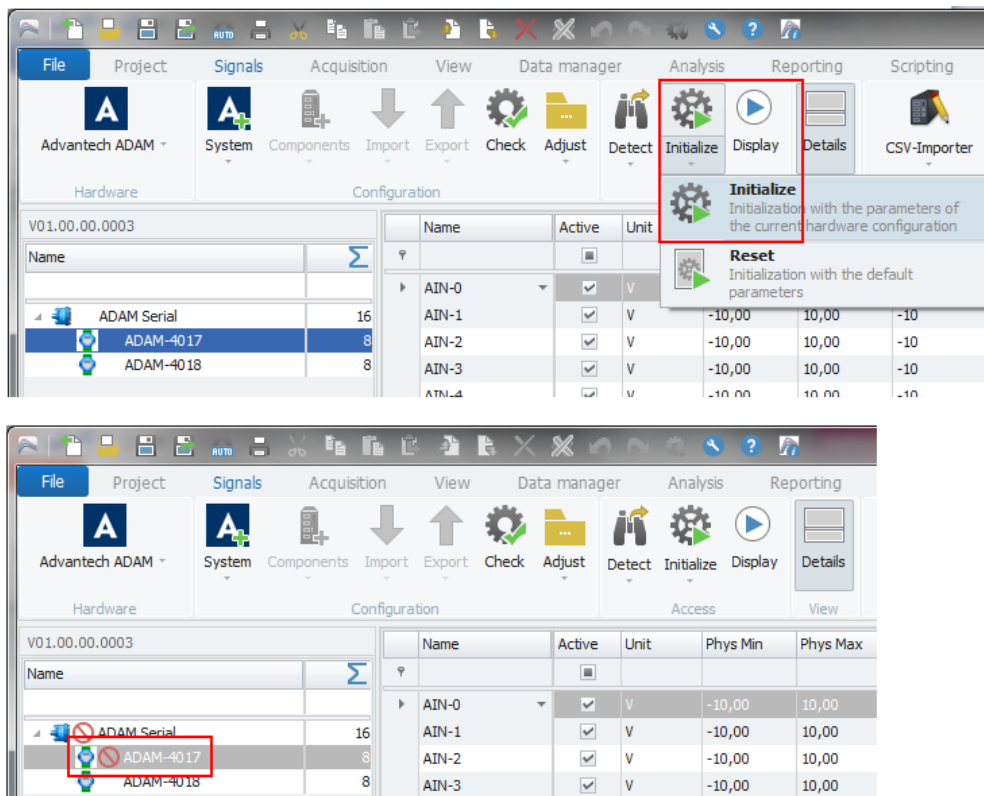 AUTO
File Project Signals Acquisition View Data manager Analysis Reporting Scripting
A A
Advantech ADAM System Components Import Export Check Adjust Detect Initialize Display Details CSV-Importer
Hardware Configuration
Initialize
Initialization with the parameters of
the current hardware configuration
Reset
Initialization with the default
parameters
V01.00.00.0003
Name Σ
ADAM Serial 16
ADAM-4017 8
ADAM-4018 8
Name Active Unit
AIN-0 V
AIN-1 V -10,00 10,00 -10
AIN-2 V -10,00 10,00 -10
AIN-3 V -10,00 10,00 -10
AIN-4 V -10,00 10,00 -10
AUTO
File Project Signals Acquisition View Data manager Analysis Reporting
A A
Advantech ADAM System Components Import Export Check Adjust Detect Initialize Display Details
Hardware Configuration Access View
V01.00.00.0003
Name Σ
ADAM Serial 16
ADAM-4017 8
ADAM-4018 8
Name Active Unit Phys Min Phys Max
AIN-0 V -10,00 10,00
AIN-1 V -10,00 10,00
AIN-2 V -10,00 10,00
AIN-3 V -10,00 10,00